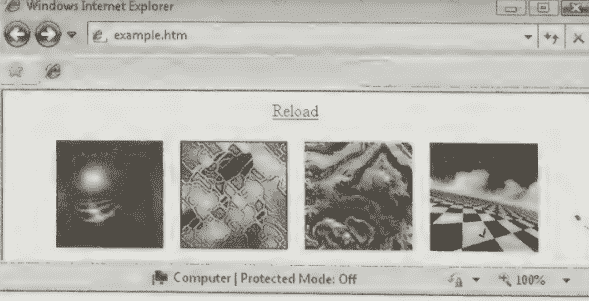 Windows Internet Explorer
example.htm
Reload
Computer | Protected Mode: Off
100%